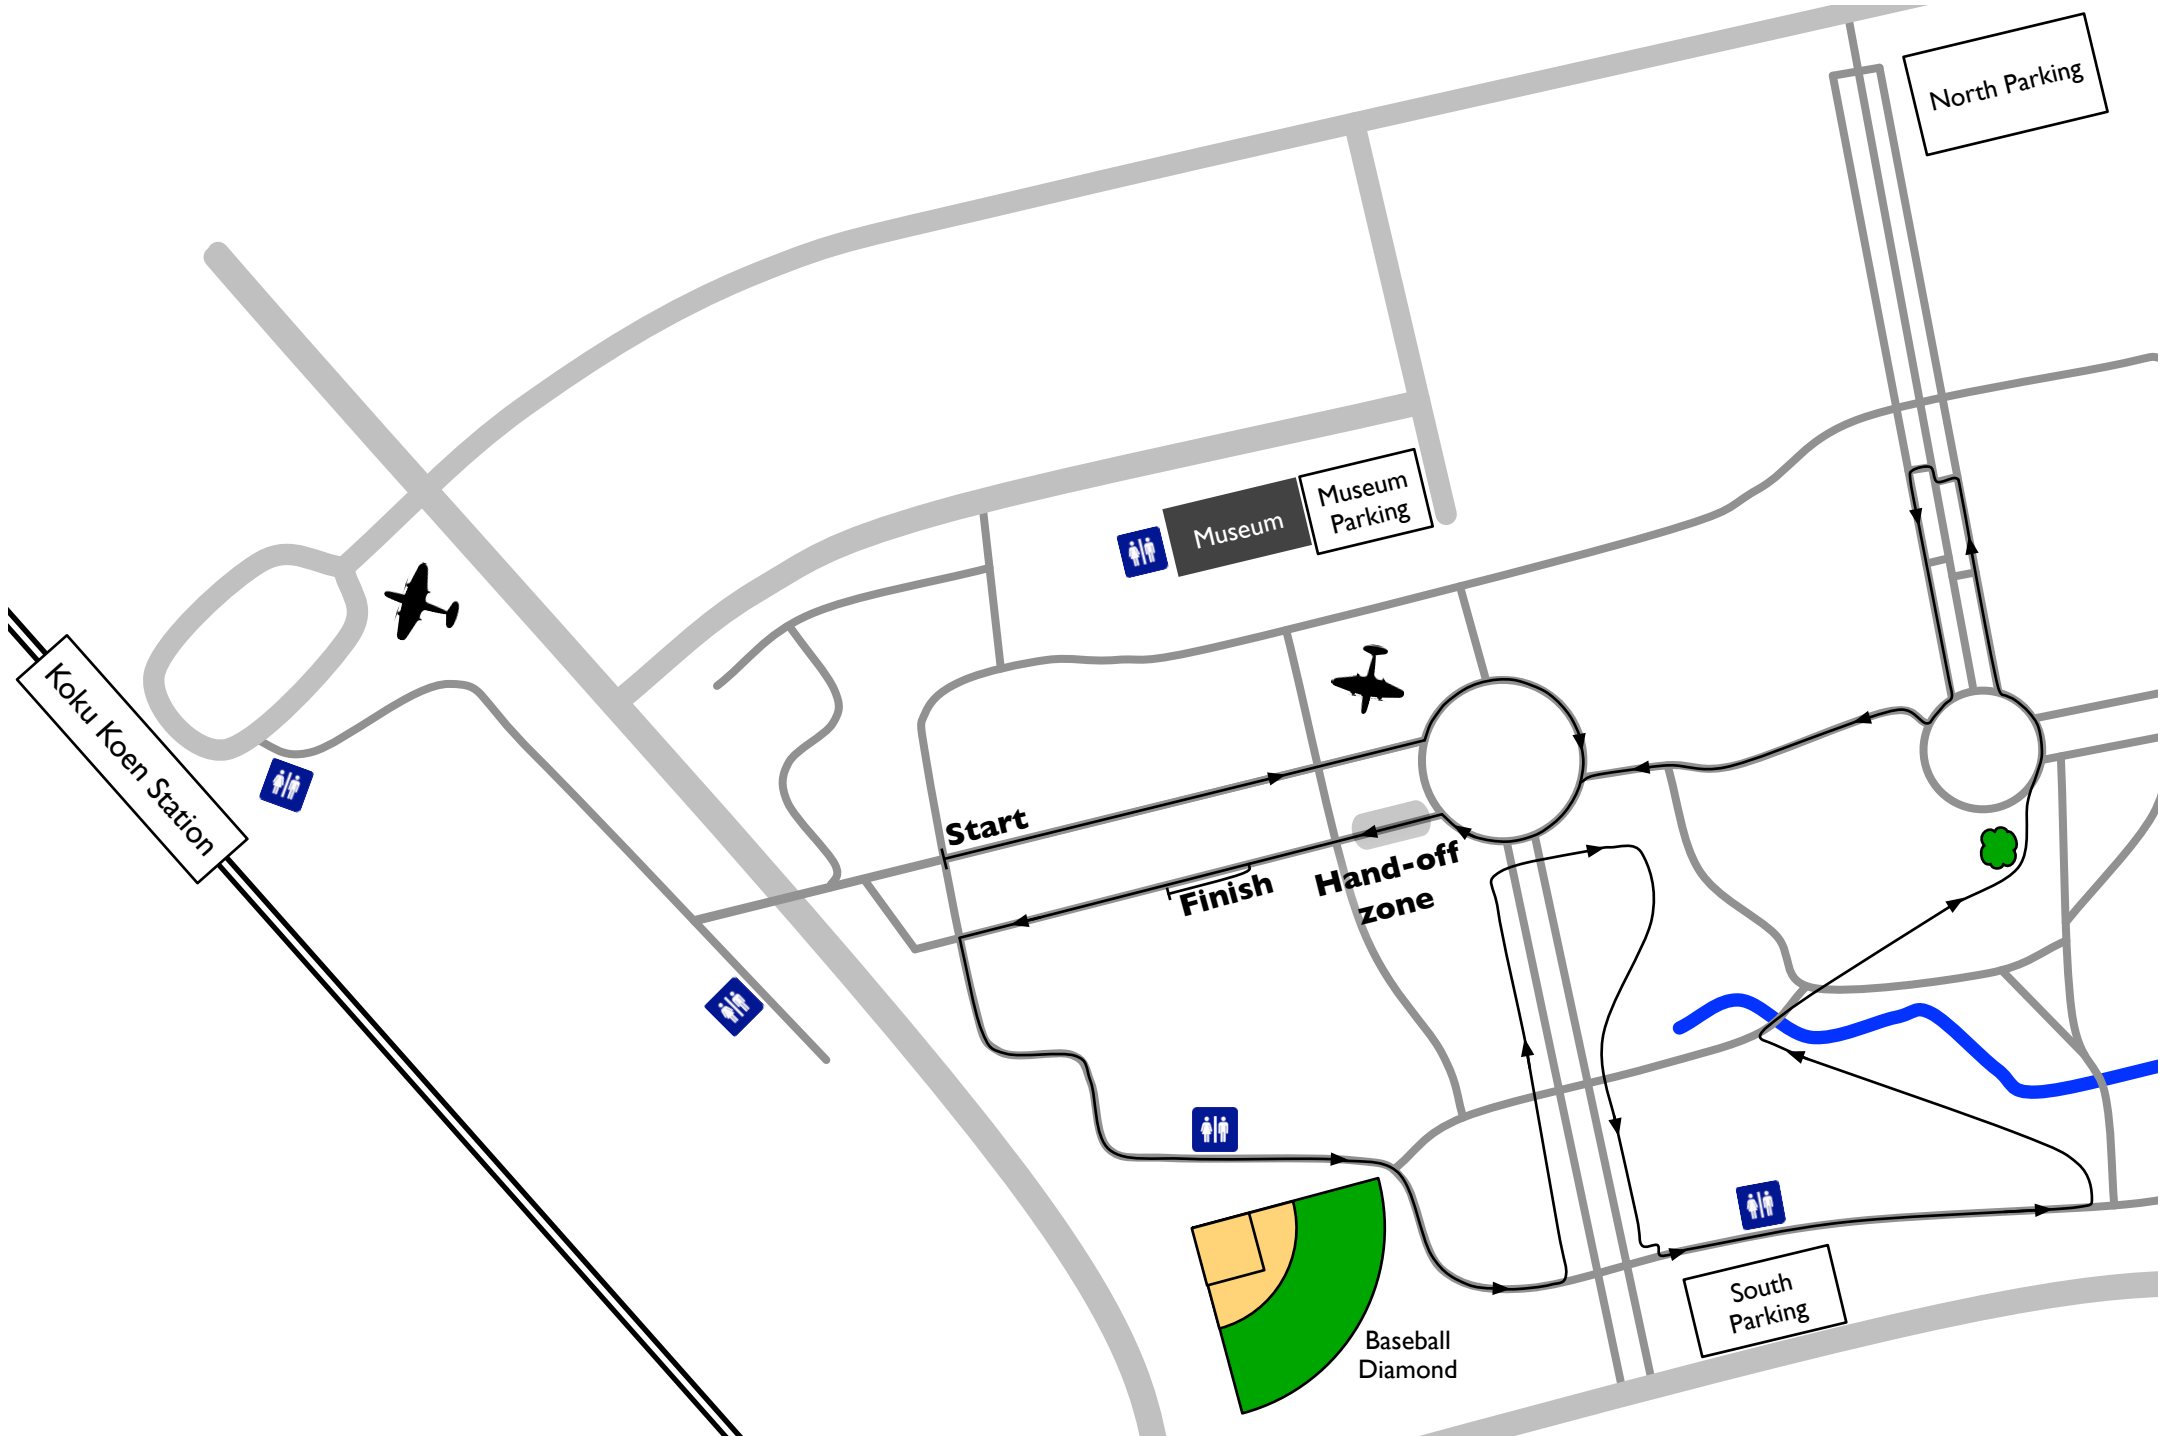 North Parking
Museum
Parking
Museum
Koku Koen Station
Start
Hand-off
zone
Finish
South
Parking
Baseball
Diamond